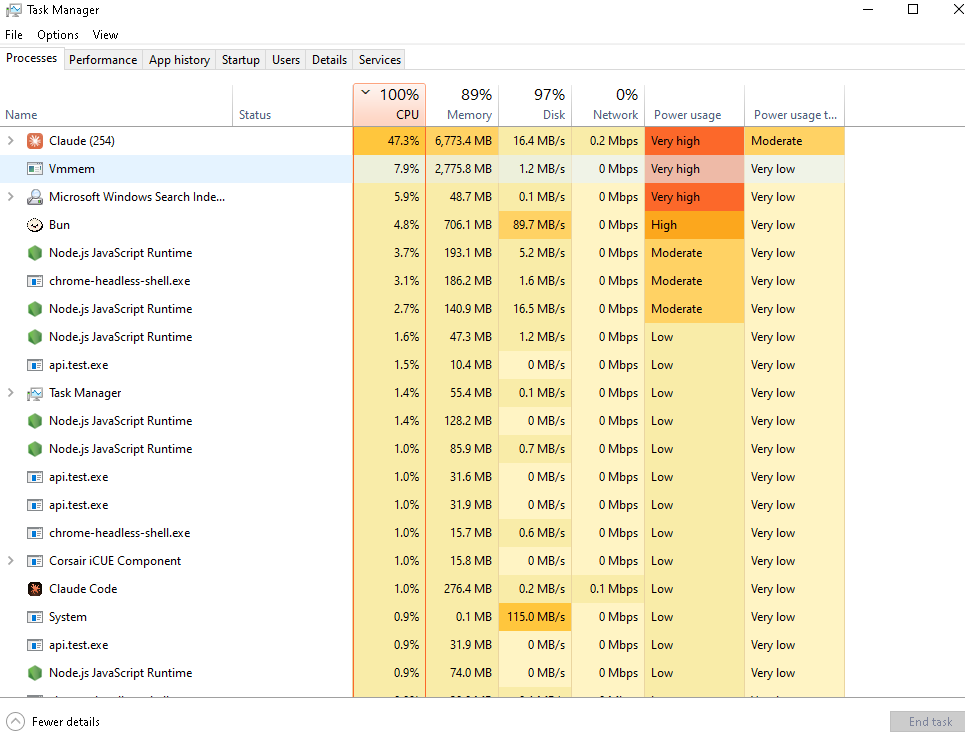 Task Manager
File Options View
Processes Performance App history Startup Users Details Services
100% 89% 97% 0%
Name Status CPU Memory Disk Network Power usage Power usage t...
Claude (254) 47.3% 6,773.4 MB 16.4 MB/s 0.2 Mbps Very high Moderate
Vmmem 7.9% 2,775.8 MB 1.2 MB/s 0 Mbps Very high Very low
Microsoft Windows Search Inde... 5.9% 48.7 MB 0.1 MB/s 0 Mbps Very high Very low
Bun 4.8% 706.1 MB 89.7 MB/s 0 Mbps High Very low
Node.js JavaScript Runtime 3.7% 193.1 MB 5.2 MB/s 0 Mbps Moderate Very low
chrome-headless-shell.exe 3.1% 186.2 MB 1.6 MB/s 0 Mbps Moderate Very low
Node.js JavaScript Runtime 2.7% 140.9 MB 16.5 MB/s 0 Mbps Moderate Very low
Node.js JavaScript Runtime 1.6% 47.3 MB 1.2 MB/s 0 Mbps Low Very low
api.test.exe 1.5% 10.4 MB 0 MB/s 0 Mbps Low Very low
Task Manager 1.4% 55.4 MB 0.1 MB/s 0 Mbps Low Very low
Node.js JavaScript Runtime 1.4% 128.2 MB 0 MB/s 0 Mbps Low Very low
Node.js JavaScript Runtime 1.0% 85.9 MB 0.7 MB/s 0 Mbps Low Very low
api.test.exe 1.0% 31.6 MB 0 MB/s 0 Mbps Low Very low
api.test.exe 1.0% 31.9 MB 0 MB/s 0 Mbps Low Very low
chrome-headless-shell.exe 1.0% 15.7 MB 0.6 MB/s 0 Mbps Low Very low
Corsair iCUE Component 1.0% 15.8 MB 0 MB/s 0 Mbps Low Very low
Claude Code 1.0% 276.4 MB 0.2 MB/s 0.1 Mbps Low Very low
System 0.9% 0.1 MB 115.0 MB/s 0 Mbps Low Very low
api.test.exe 0.9% 31.9 MB 0 MB/s 0 Mbps Low Very low
Node.js JavaScript Runtime 0.9% 74.0 MB 0 MB/s 0 Mbps Low Very low
Fewer details End task